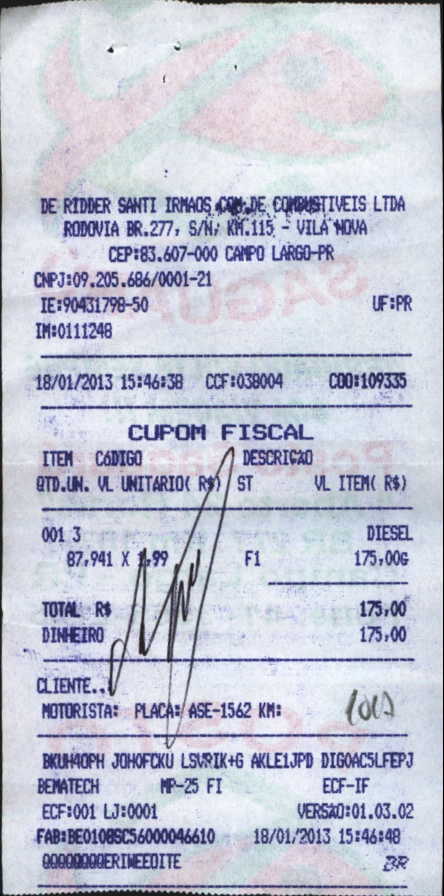 DE RIDDER SANTI IRMAOS COM.DE COMBUSTIVEIS LTDA
RODOVIA BR.277, S/N, KM.115 - VILA NOVA
CEP:83.607-000 CAMPO LARGO-PR
CNPJ:09.205.686/0001-21
IE:90431798-50 UF:PR
IM:0111248
18/01/2013 15:46:38 CCF:038004 COO:109335
CUPOM FISCAL
ITEM CÓDIGO DESCRIÇÃO
QTD.UN. VL UNITARIO( R$) ST VL ITEM( R$)
001 3 DIESEL
87,941 X 1,99 F1 175,00G
TOTAL R$ 175,00
DINHEIRO 175,00
CLIENTE..
MOTORISTA: PLACA: ASE-1562 KM:
BKUH4OPH JOHOFCKU LSVRIK+G AKLE1JPD DIGOAC5LFEPJ
BEMATECH MP-25 FI ECF-IF
ECF:001 LJ:0001 VERSÃO:01.03.02
FAB:BE0108SC56000046610 18/01/2013 15:46:48
QQQQQQQQERIWEEOITE BR